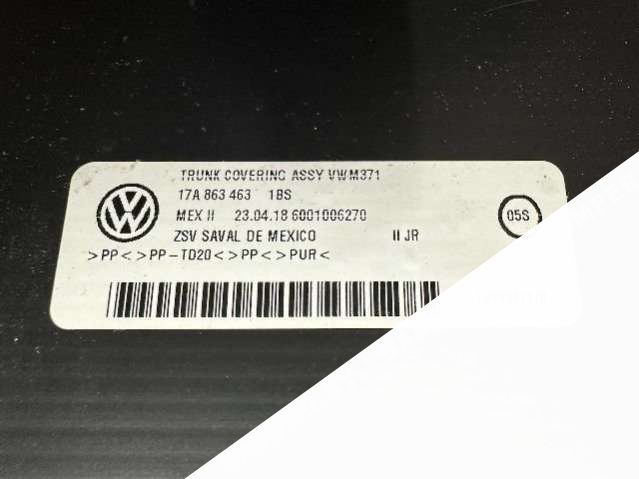 TRUNK COVERING ASSY VW M371
17A 863 463 1BS
MEX II 23.04.18 6001006270
05S
ZSV SAVAL DE MEXICO II JR
>PP<>PP-TD20<>PP<>PUR<